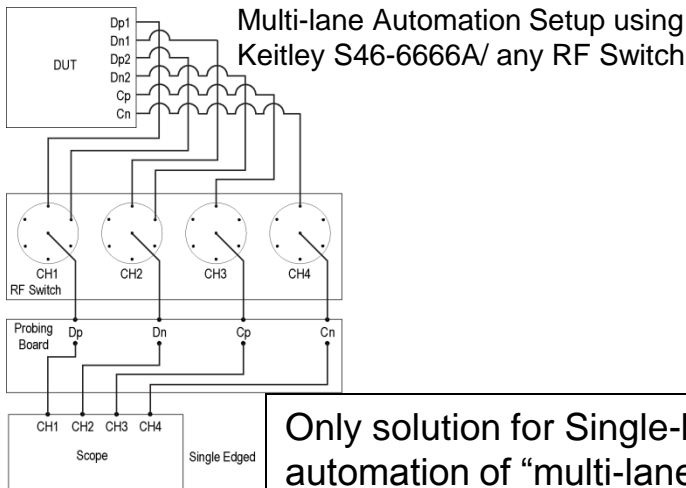 Multi-lane Automation Setup using
Keitley S46-6666A/ any RF Switch
DUT
Dp1
Dn1
Dp2
Dn2
Cp
Cn
CH1
CH2
CH3
CH4
RF Switch
Probing
Board
Dp
Dn
Cp
Cn
CH1
CH2
CH3
CH4
Scope
Single Edged
Only solution for
automation of "multi-lane